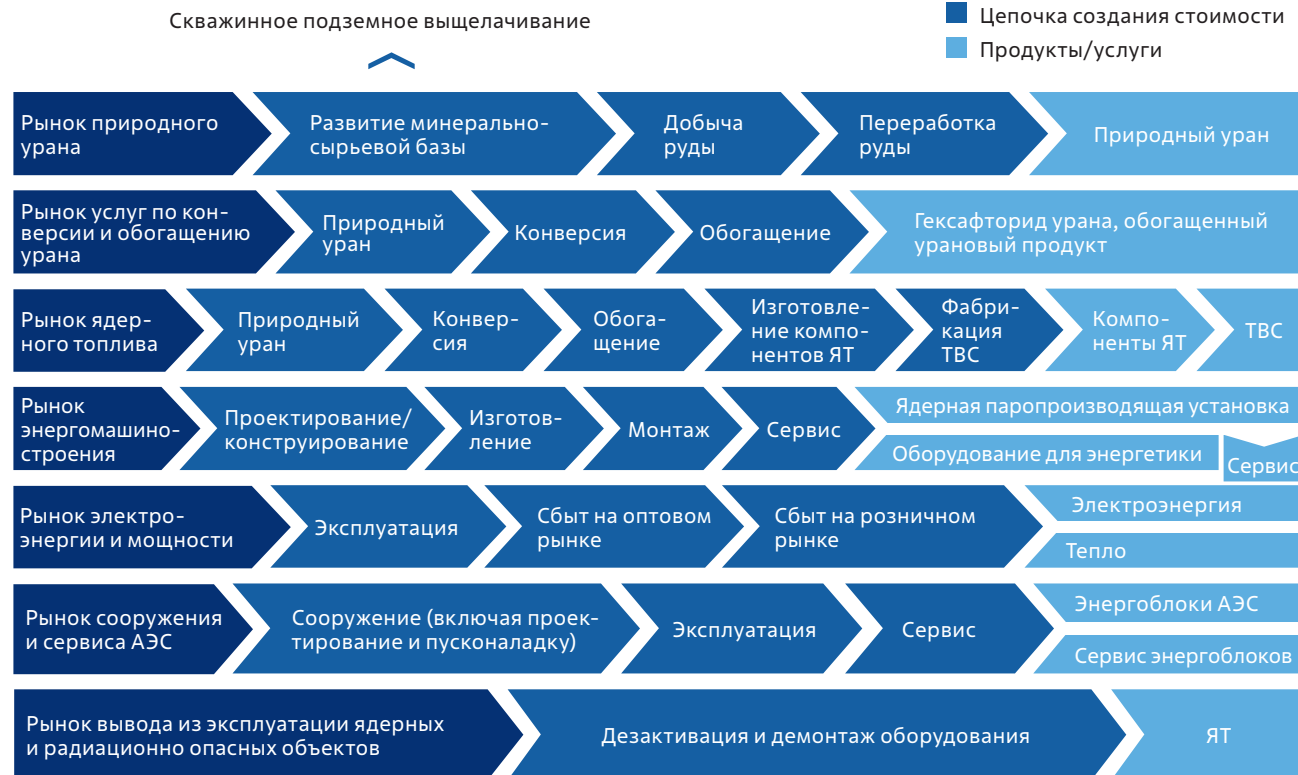 Скважинное подземное выщелачивание
Цепочка создания стоимости
Продукты/услуги
Рынок природного
урана
Развитие минерально-
сырьевой базы
Добыча
руды
Переработка
руды
Природный уран
Рынок услуг по кон-
версии и обогащению
урана
Природный
уран
Конверсия
Обогащение
Гексафторид урана, обогащенный
урановый продукт
Рынок ядер-
ного топлива
Природный
уран
Конвер-
сия
Обога-
щение
Изготовле-
ние компо-
нентов ЯТ
Фабри-
кация
ТВС
Компо-
ненты ЯТ
ТВС
Рынок
энергомашино-
строения
Проектирование/
конструирование
Изготов-
ление
Монтаж
Сервис
Ядерная паропроизводящая установка
Оборудование для энергетики
Сервис
Рынок электро-
энергии и мощности
Эксплуатация
Сбыт на оптовом
рынке
Сбыт на розничном
рынке
Электроэнергия
Тепло
Рынок сооружения
и сервиса АЭС
Сооружение (включая проек-
тирование и пусконаладку)
Эксплуатация
Сервис
Энергоблоки АЭС
Сервис энергоблоков
Рынок вывода из эксплуатации ядерных
и радиационно опасных объектов
Дезактивация и демонтаж оборудования
ЯТ